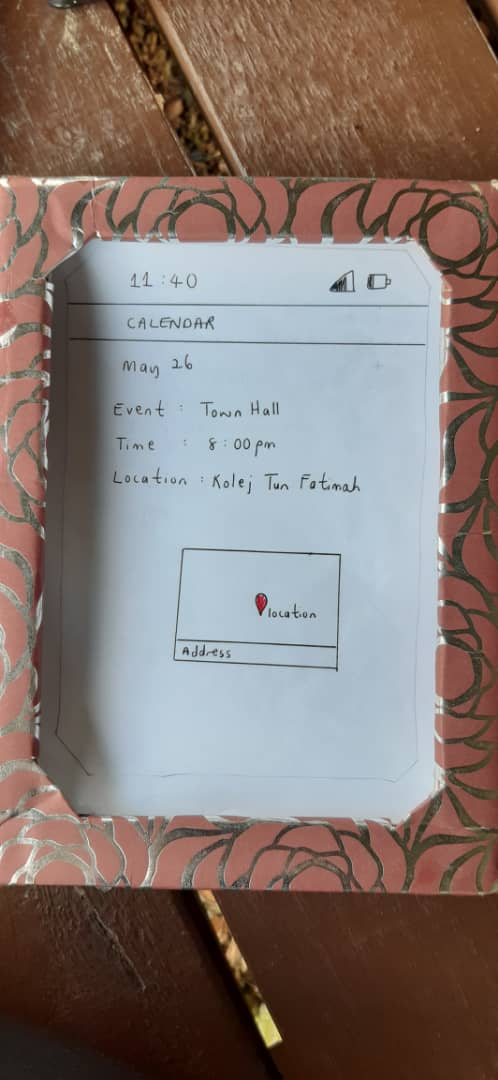 11:40
CALENDAR
May 26
Event : Town Hall
Time : 8:00 pm
Location : Kolej Tun Fatimah
location
Address